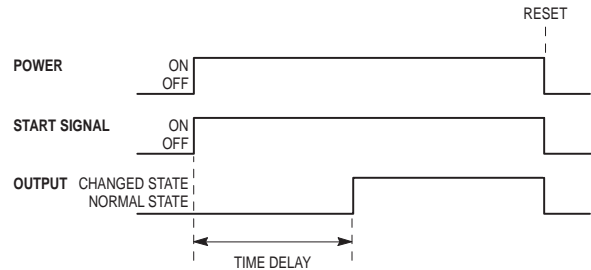 RESET
POWER ON
OFF
START SIGNAL ON
OFF
OUTPUT CHANGED STATE
NORMAL STATE
TIME DELAY